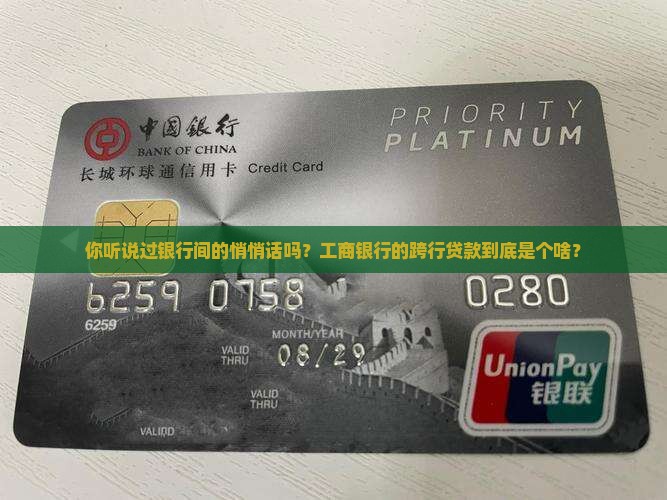 中国银行
BANK OF CHINA
长城环球通信用卡 Credit Card
PRIORITY
PLATINUM
你听说过银行间的悄悄话吗？工商银行的跨行贷款到底是个啥？
6259 0758 0280
6259
MONTH/YEAR
VALID
THRU
08/29
VALID
THRU
VALID
UnionPay
银联